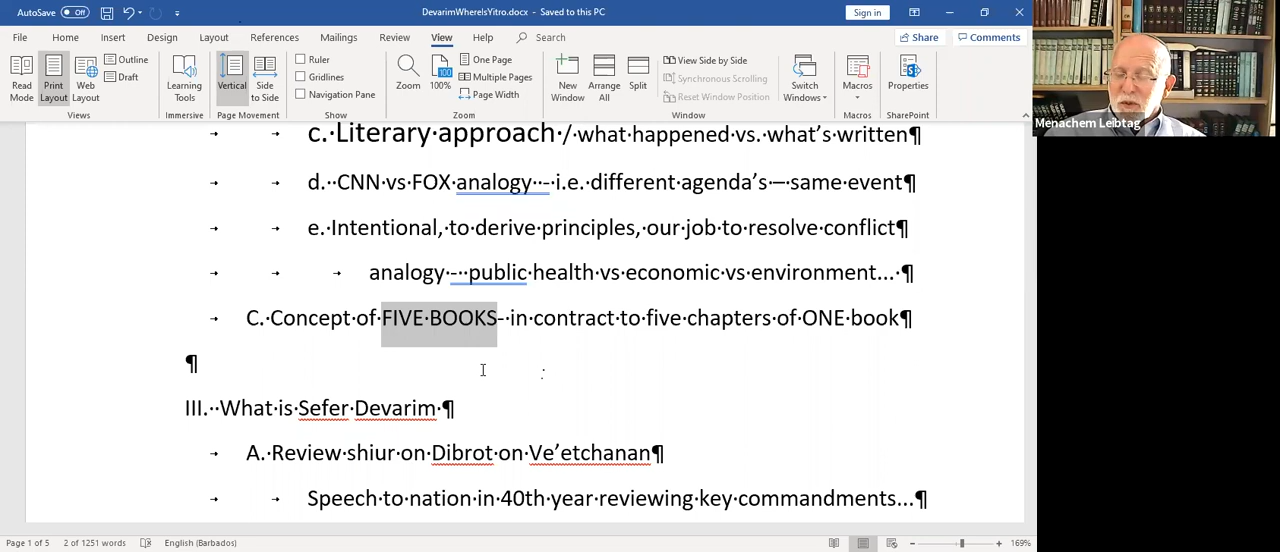 AutoSave Off DevarimWhereIsYitro.docx - Saved to this PC Sign in
File Home Insert Design Layout References Mailings Review View Help Search Share Comments
Read Mode
Print Layout
Web Layout
Outline
Draft
Views
Learning Tools
Immersive
Vertical
Side to Side
Page Movement
Ruler
Gridlines
Navigation Pane
Show
Zoom
100
100%
One Page
Multiple Pages
Page Width
Zoom
New Window
Arrange All
Split
View Side by Side
Synchronous Scrolling
Reset Window Position
Window
Switch Windows
Macros
Macros
Properties
SharePoint
Menachem Leibtag
c. Literary approach / what happened vs. what's written¶
d. CNN vs FOX analogy - i.e. different agenda's – same event¶
e. Intentional, to derive principles, our job to resolve conflict
analogy - public health vs economic vs environment... ¶
C. Concept of FIVE BOOKS- in contract to five chapters of ONE book¶
¶
III. What is Sefer Devarim ¶
A. Review shiur on Dibrot on Ve'etchanan¶
Speech to nation in 40th year reviewing key commandments...¶
Page 1 of 5 2 of 1251 words English (Barbados) 169%